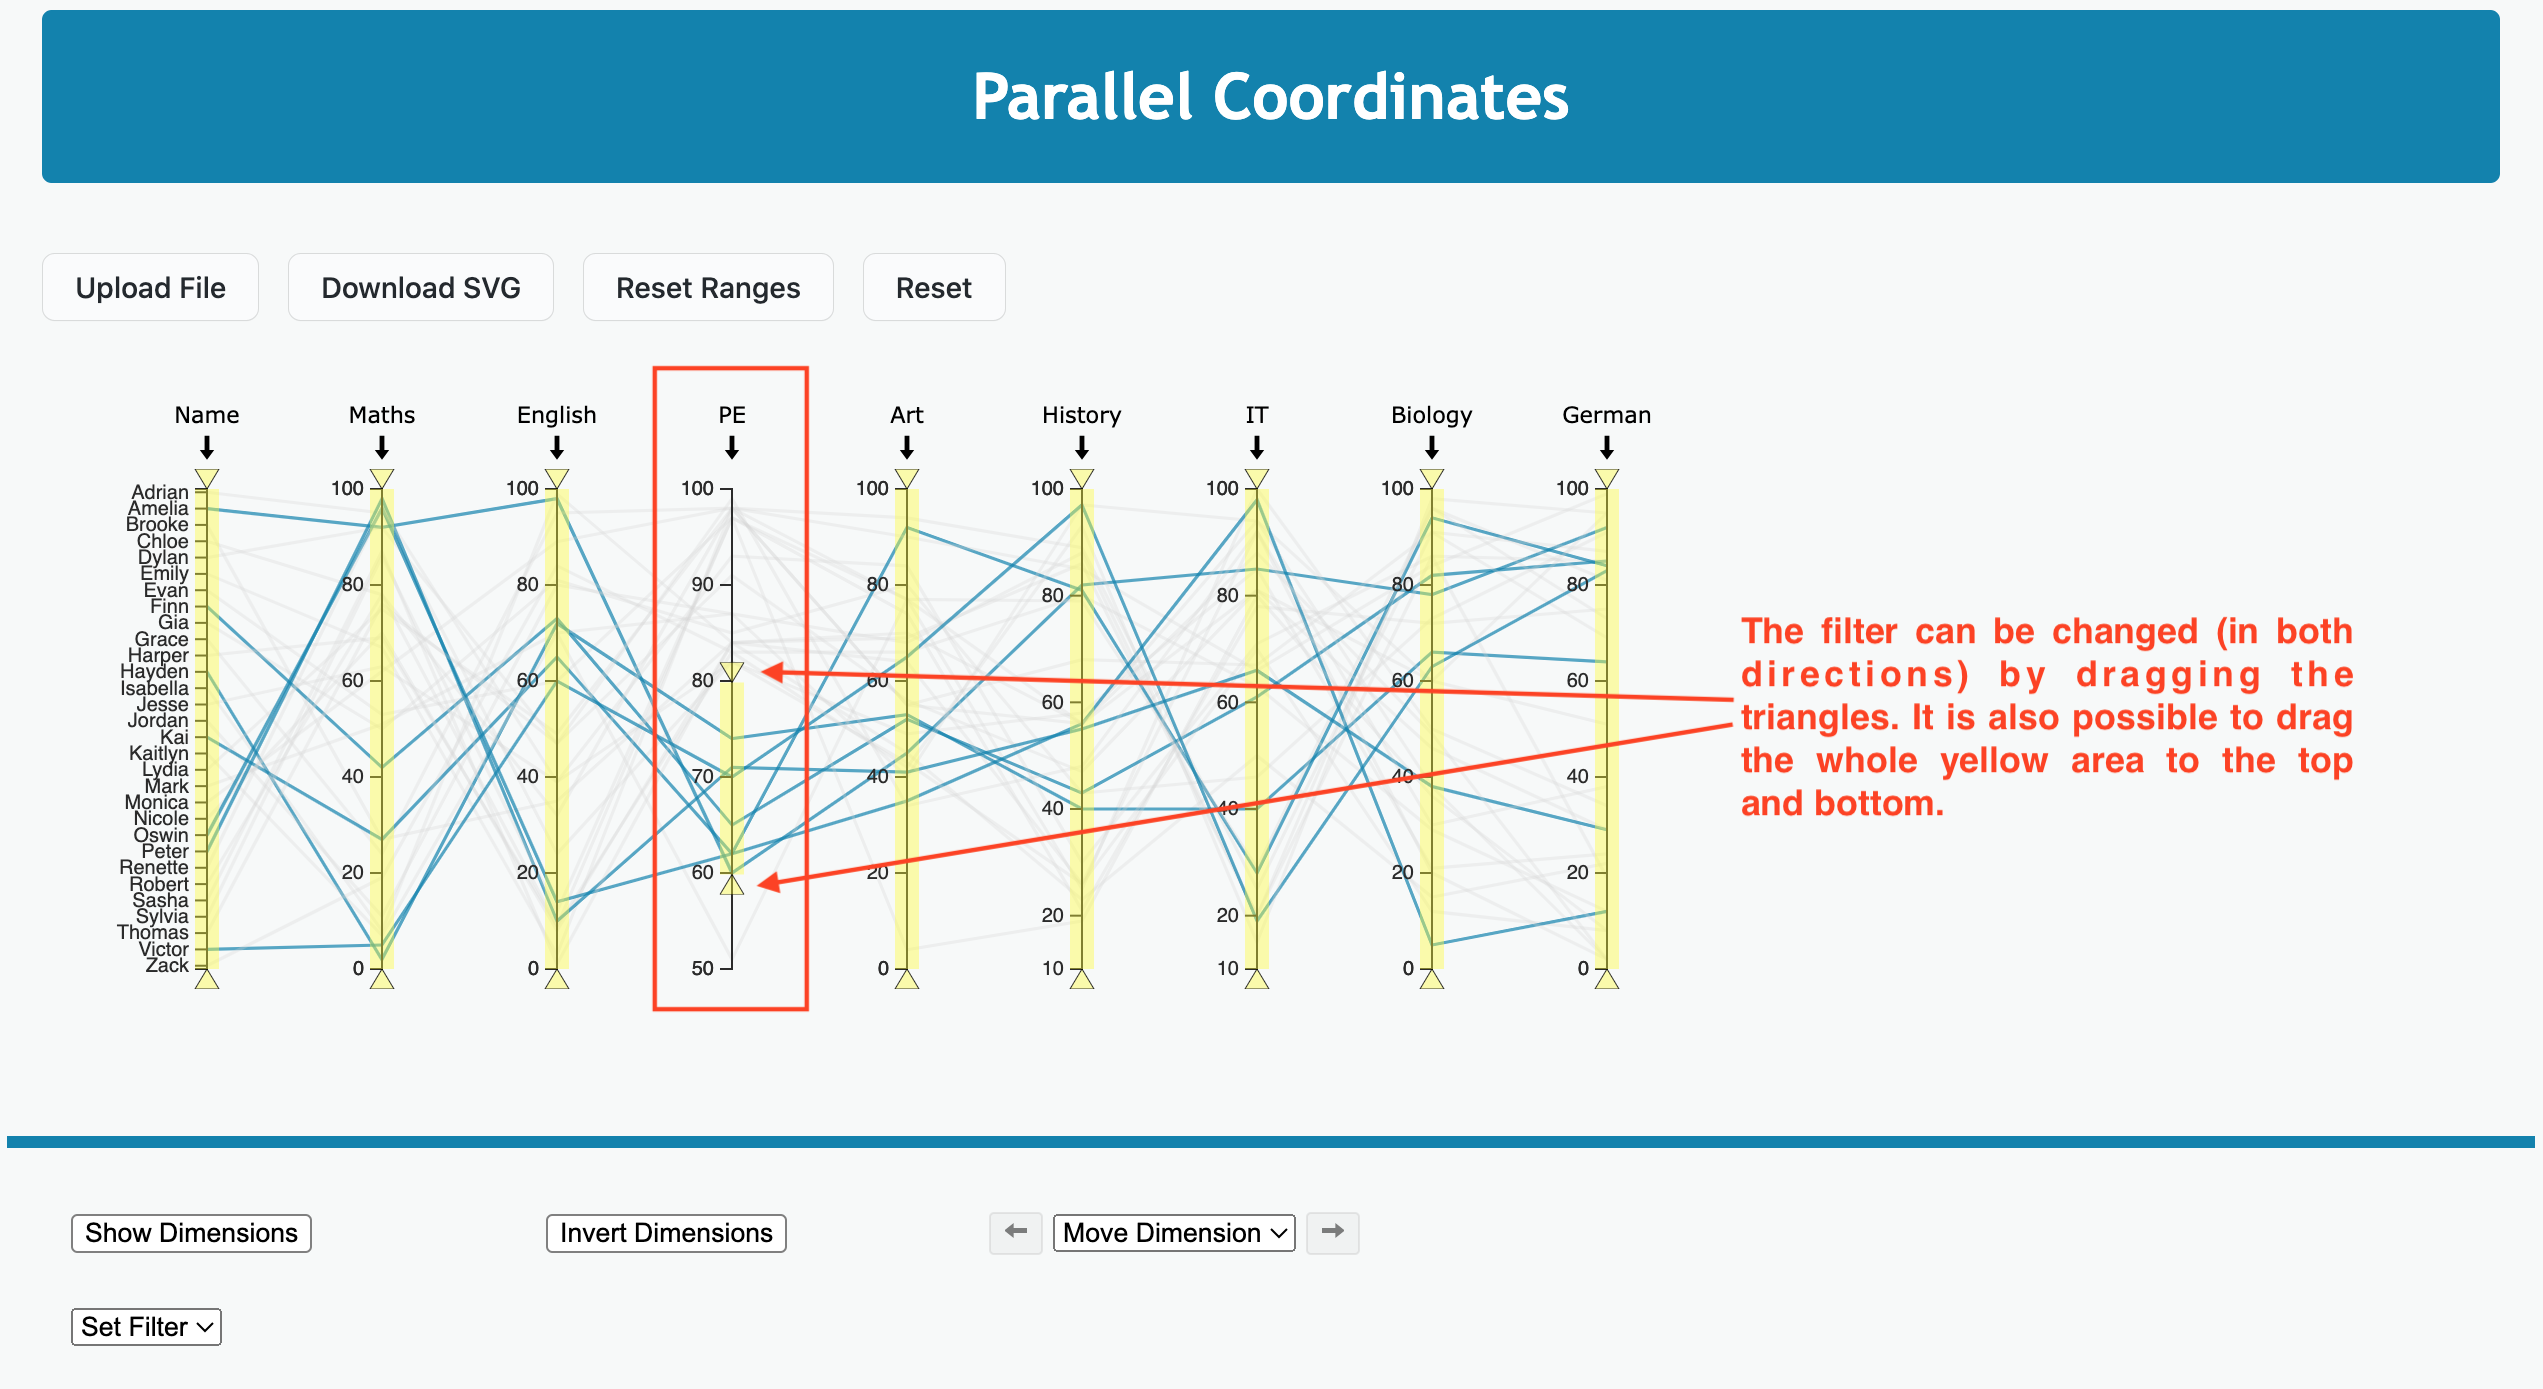 Parallel Coordinates
Upload File
Download SVG
Reset Ranges
Reset
Name
Maths
English
PE
Art
History
IT
Biology
German
Adrian
Amelia
Brooke
Chloe
Dylan
Emily
Evan
Finn
Gia
Grace
Harper
Hayden
Isabella
Jesse
Jordan
Kai
Kaitlyn
Lydia
Mark
Monica
Nicole
Oswin
Peter
Renette
Robert
Sasha
Sylvia
Thomas
Victor
Zack
100
80
60
40
20
0
100
80
60
40
20
0
100
90
80
70
60
50
100
80
60
40
20
0
100
80
60
40
20
10
100
80
60
40
20
10
100
80
60
40
20
0
100
80
60
40
20
0
The filter can be changed (in both
directions) by dragging the
triangles. It is also possible to drag
the whole yellow area to the top
and bottom.
Show Dimensions
Invert Dimensions
Move Dimension
Set Filter